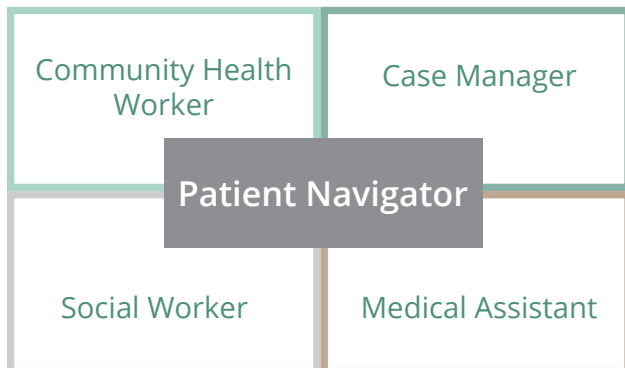 Community Health
Worker
Case Manager
Patient Navigator
Social Worker
Medical Assistant